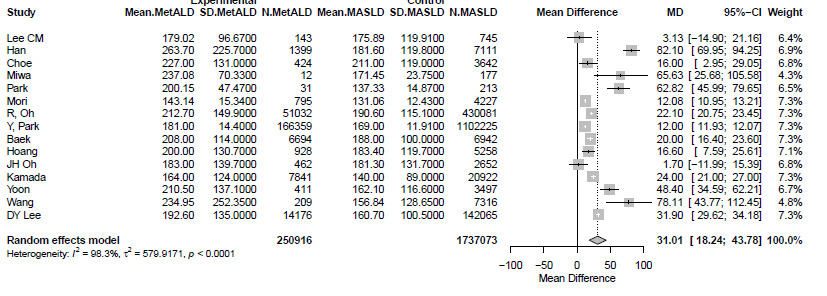 Experimental Control
Study Mean.MetALD SD.MetALD N.MetALD Mean.MASLD SD.MASLD N.MASLD Mean Difference MD 95%-CI Weight
Lee CM 179.02 96.6700 143 175.89 119.9100 745 3.13 [-14.90; 21.16] 6.4%
Han 263.70 225.7000 1399 181.60 119.8000 7111 82.10 [69.95; 94.25] 6.9%
Choe 227.00 131.0000 424 211.00 119.0000 3642 16.00 [ 2.95; 29.05] 6.8%
Miwa 237.08 70.3300 12 171.45 23.7500 177 65.63 [25.68; 105.58] 4.3%
Park 200.15 47.4700 31 137.33 14.8700 213 62.82 [45.99; 79.65] 6.5%
Mori 143.14 15.3400 795 131.06 12.4300 4227 12.08 [10.95; 13.21] 7.3%
R, Oh 212.70 149.9000 51032 190.60 115.1000 430081 22.10 [20.75; 23.45] 7.3%
Y, Park 181.00 14.4000 166359 169.00 11.9100 1102225 12.00 [11.93; 12.07] 7.3%
Baek 208.00 114.0000 6694 188.00 100.0000 6942 20.00 [16.40; 23.60] 7.3%
Hoang 200.00 130.7000 928 183.40 119.7000 5258 16.60 [ 7.59; 25.61] 7.1%
JH Oh 183.00 139.7000 462 181.30 131.7000 2652 1.70 [-11.99; 15.39] 6.8%
Kamada 164.00 124.0000 7841 140.00 89.0000 20922 24.00 [21.00; 27.00] 7.3%
Yoon 210.50 137.1000 411 162.10 116.6000 3497 48.40 [34.59; 62.21] 6.7%
Wang 234.95 252.3500 209 156.84 128.6500 7316 78.11 [43.77; 112.45] 4.8%
DY Lee 192.60 135.0000 14176 160.70 100.5000 142065 31.90 [29.62; 34.18] 7.3%
Random effects model 250916 1737073 31.01 [18.24; 43.78] 100.0%
Heterogeneity: I² = 98.3%, τ² = 579.9171, p < 0.0001
−100 −50 0 50 100
Mean Difference